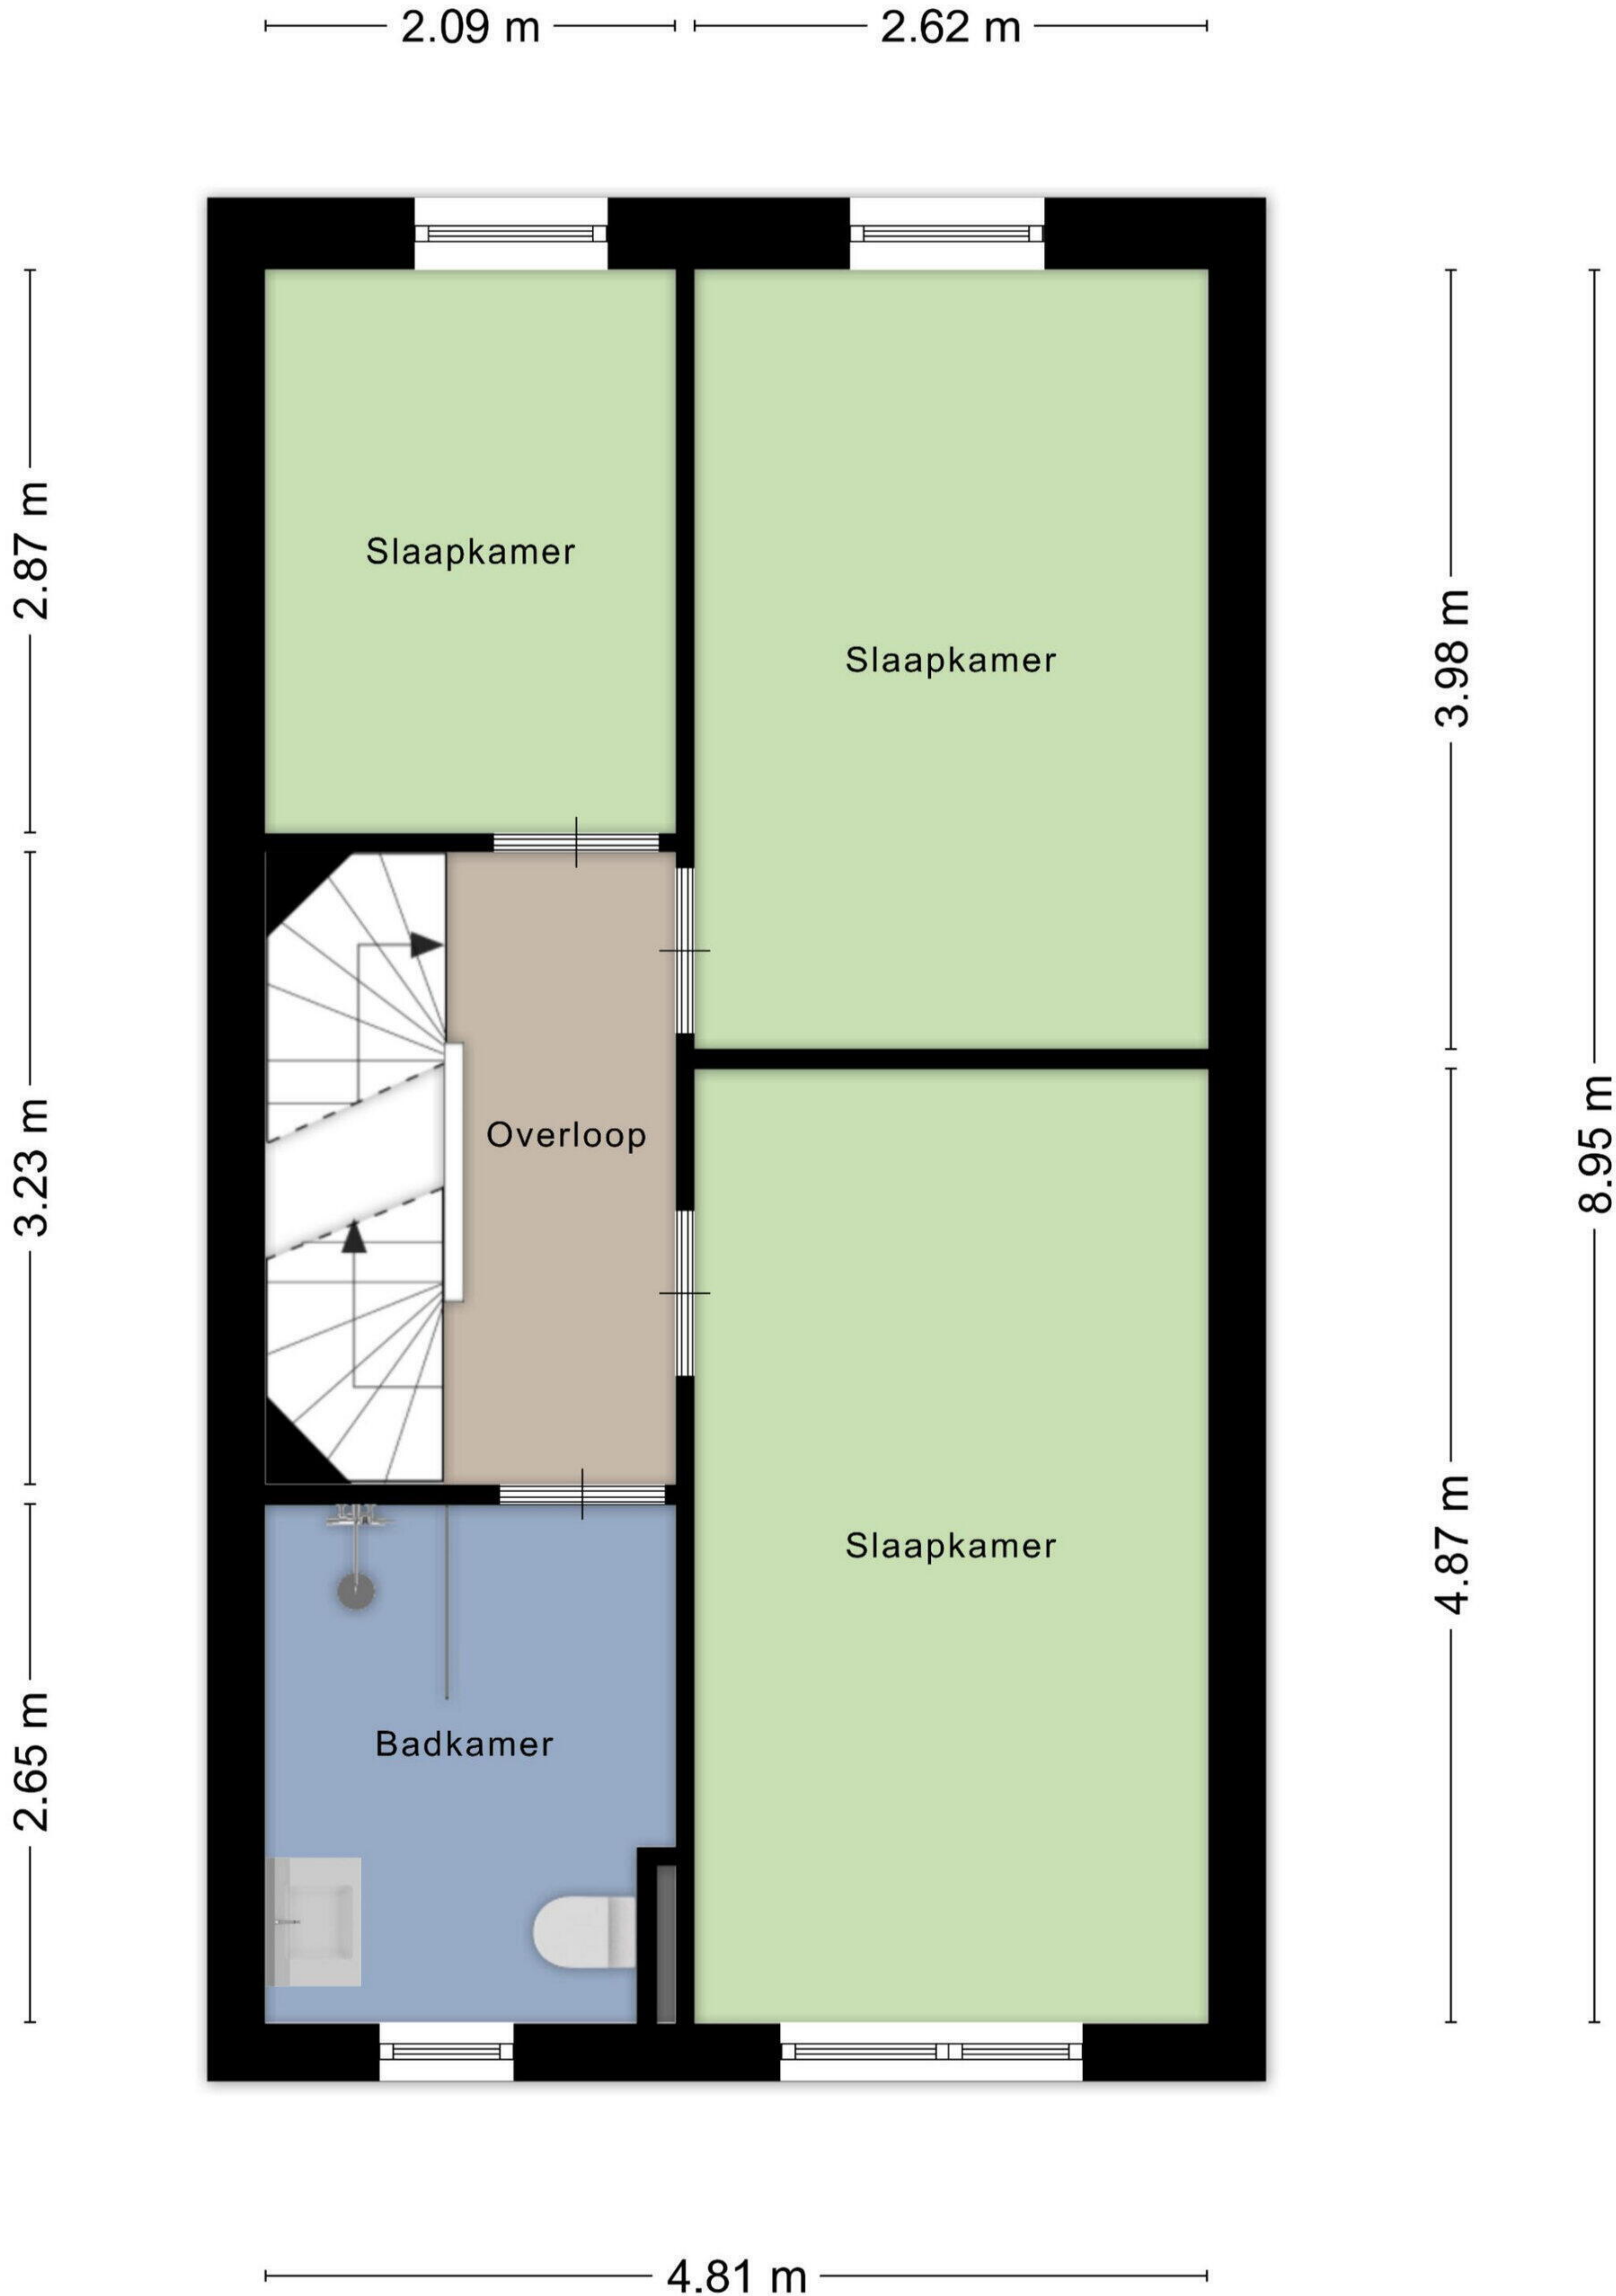 2.09 m
2.62 m
2.87 m
Slaapkamer
Slaapkamer
3.98 m
3.23 m
Overloop
8.95 m
4.87 m
Slaapkamer
2.65 m
Badkamer
4.81 m